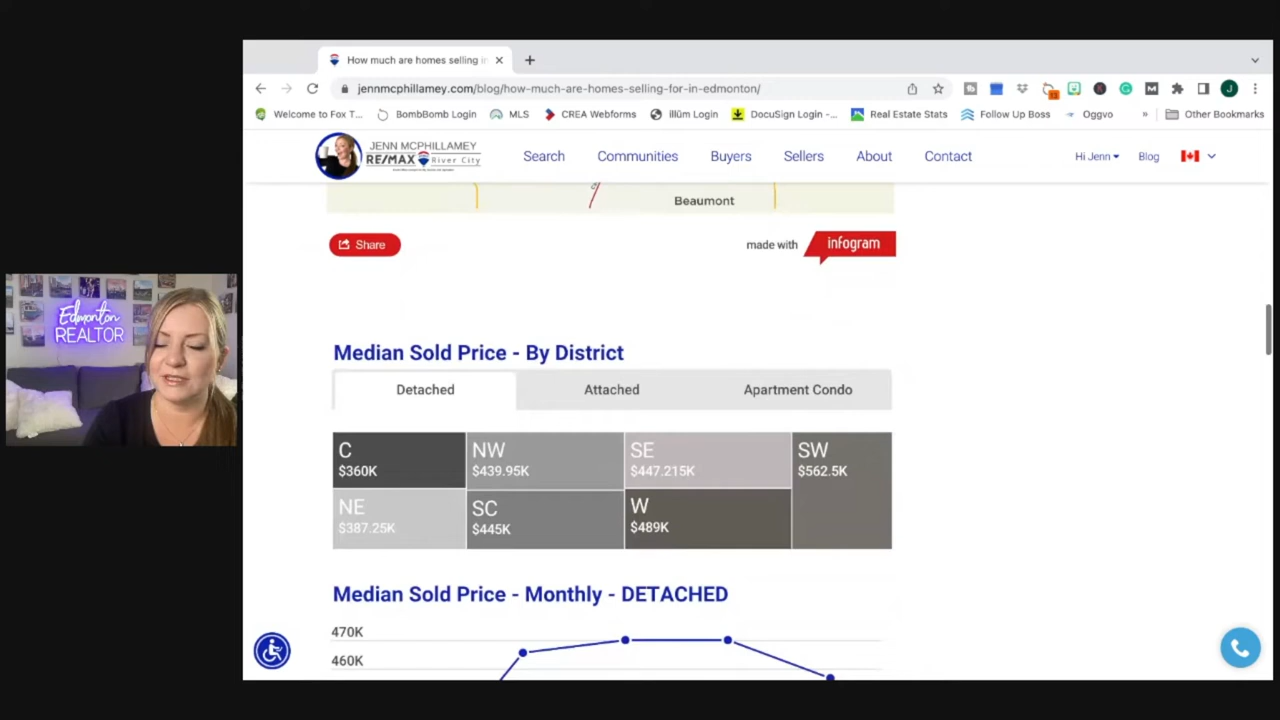 How much are homes selling in
jennmcphillamey.com/blog/how-much-are-homes-selling-for-in-edmonton/
Welcome to Fox T...
BombBomb Login
MLS
CREA Webforms
illūm Login
DocuSign Login -...
Real Estate Stats
Follow Up Boss
Oggvo
»
Other Bookmarks
JENN MCPHILLAMEY
RE/MAX River City
Search
Communities
Buyers
Sellers
About
Contact
Hi Jenn
Blog
Beaumont
Share
made with
infogram
Edmonton
REALTOR
Median Sold Price - By District
Detached
Attached
Apartment Condo
C
$360K
NW
$439.95K
SE
$447.215K
SW
$562.5K
NE
$387.25K
SC
$445K
W
$489K
Median Sold Price - Monthly - DETACHED
470K
460K